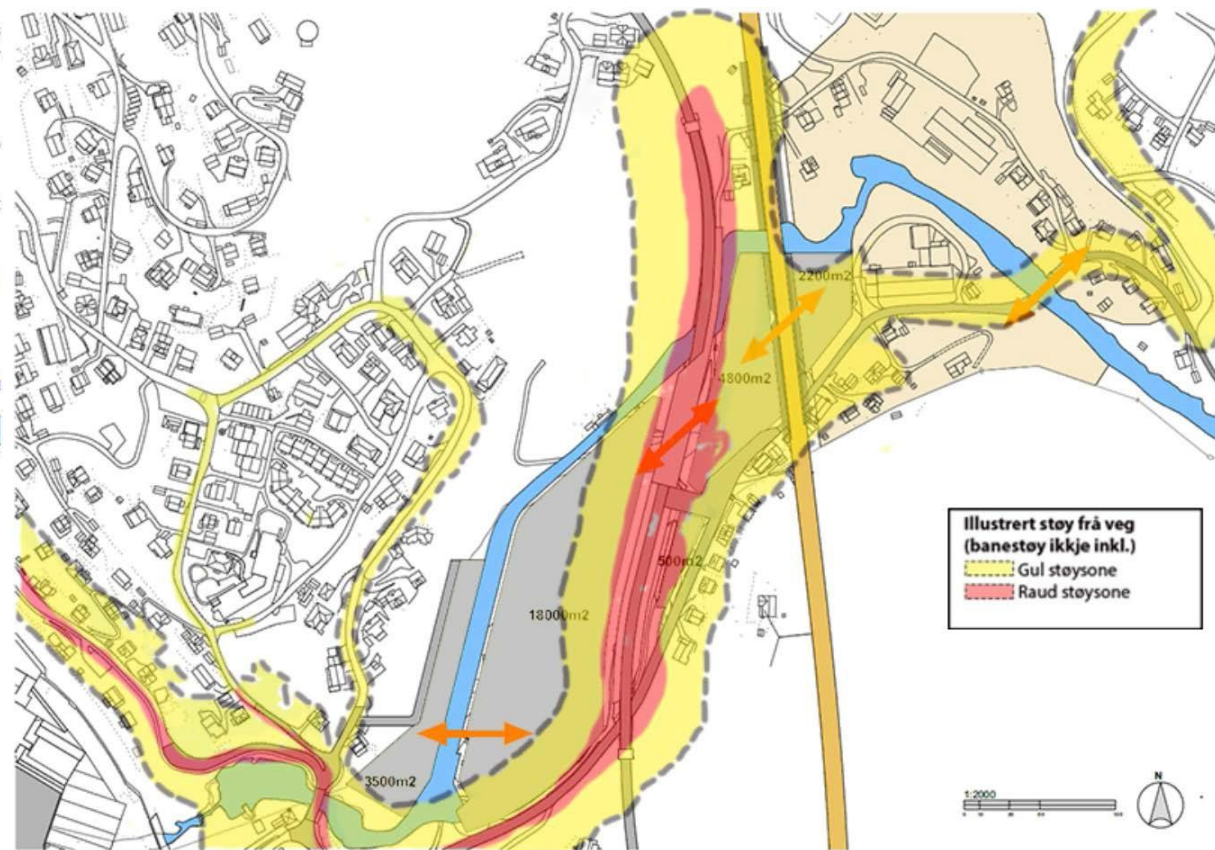 2200m2
4800m2
500m2
18000m2
3500m2
Illustrert støy frå veg
(banestøy ikkje inkl.)
Gul støysone
Raud støysone
1:2000
N